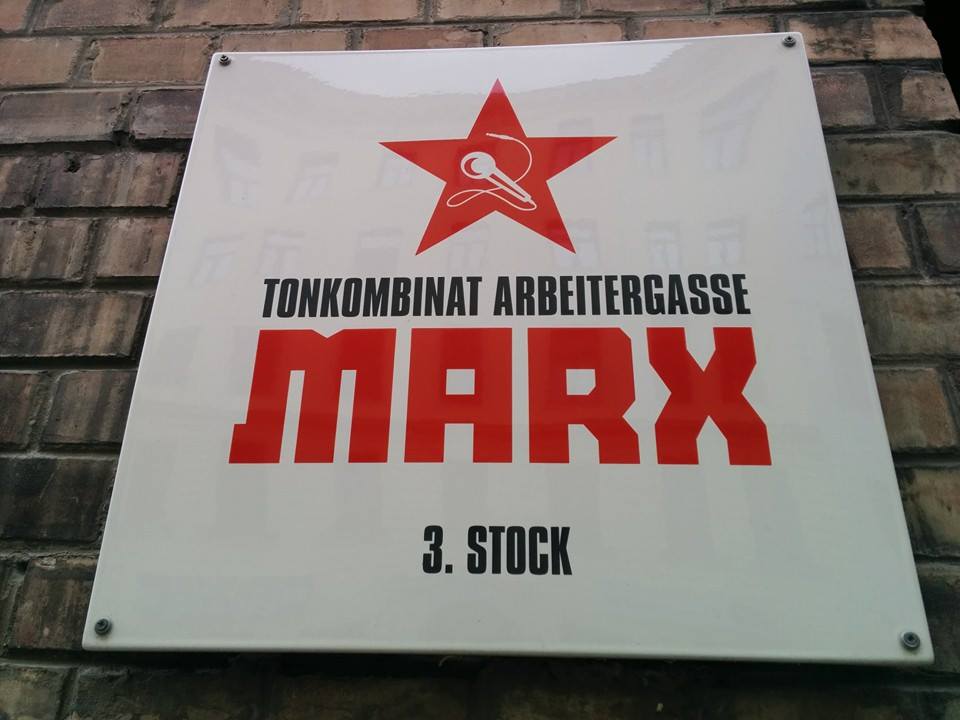 TONKOMBINAT ARBEITERGASSE
MARX
3. STOCK